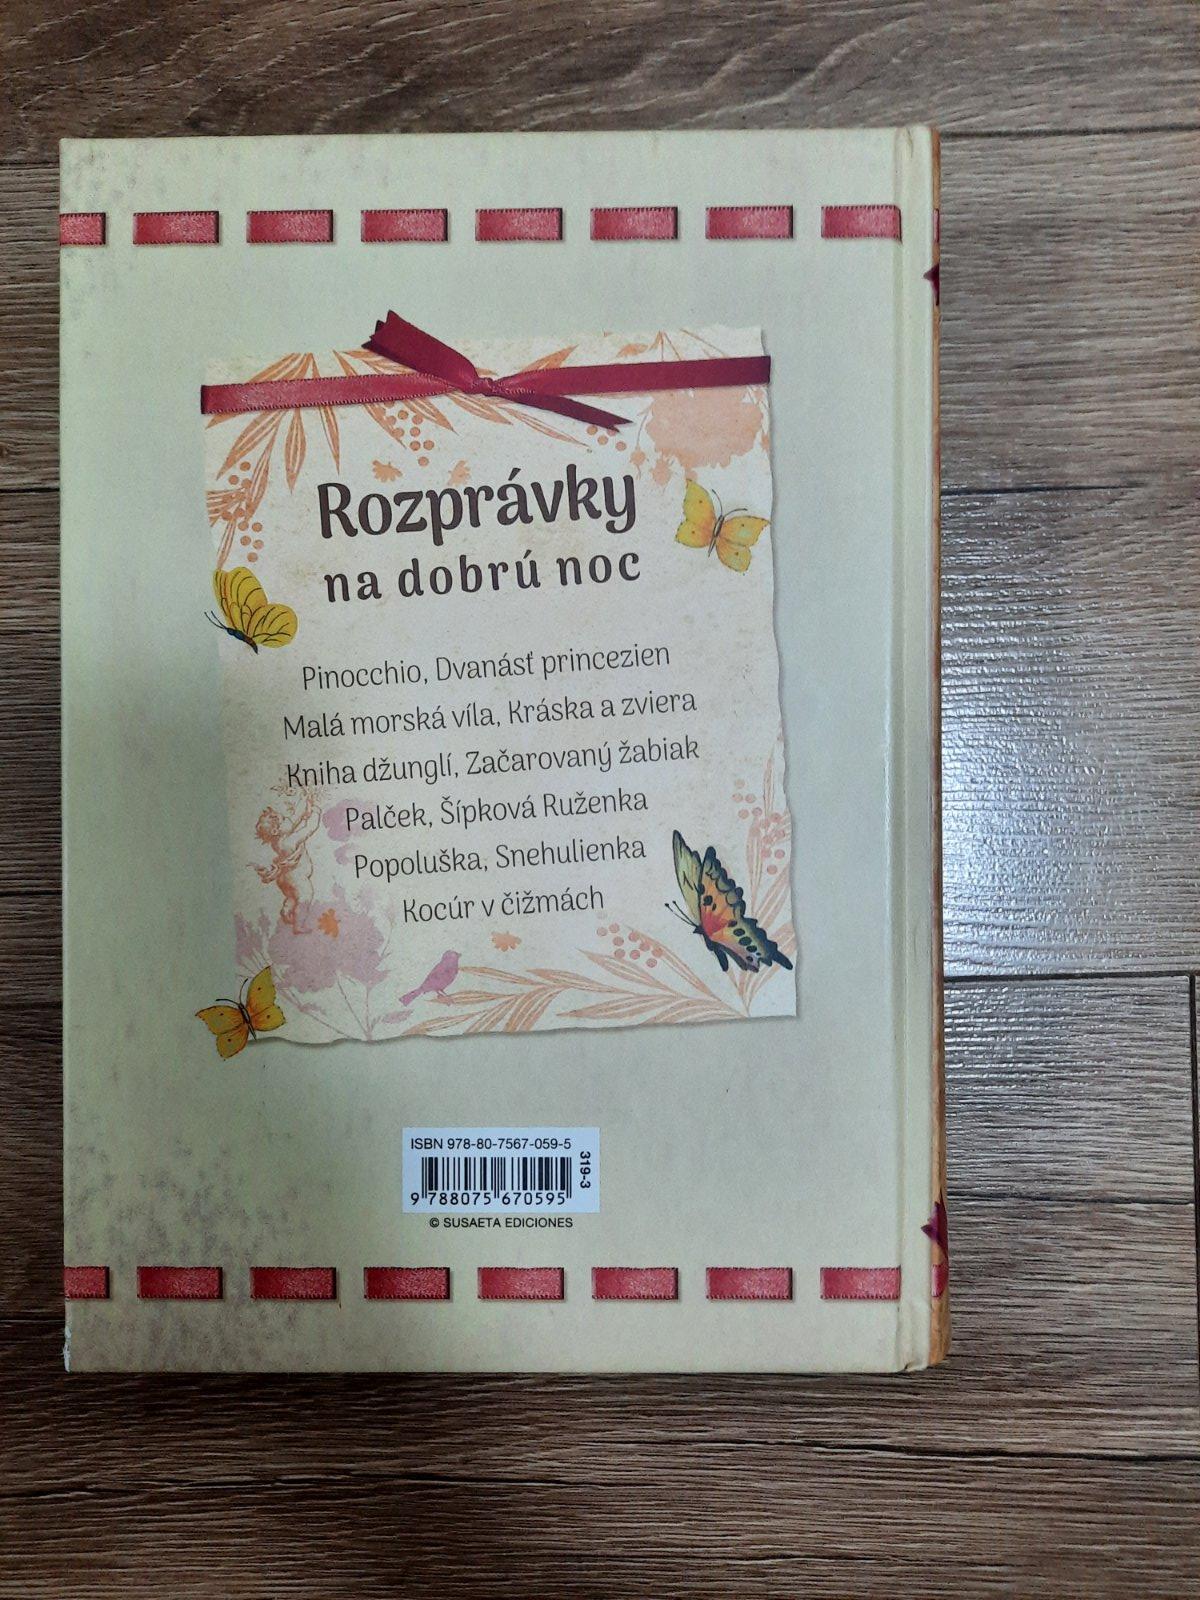 Rozprávky
na dobrú noc
Pinocchio, Dvanásť princezien
Malá morská víla, Kráska a zviera
Kniha džunglí, Začarovaný žabiak
Palček, Šípková Ruženka
Popoluška, Snehulienka
Kocúr v čižmách
ISBN 978-80-7567-059-5
319-3
9 788075 670595
© SUSAETA EDICIONES